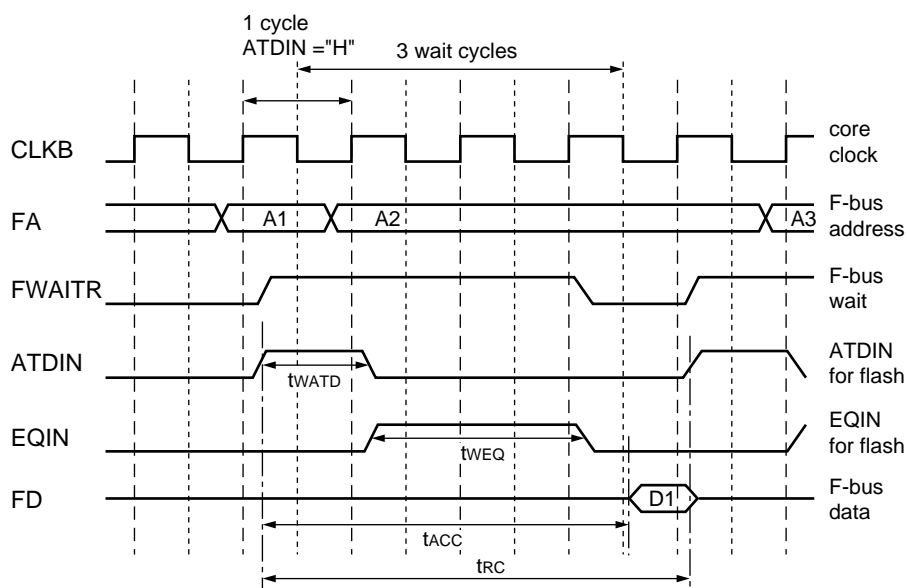 1 cycle
ATDIN ="H"
3 wait cycles
CLKB
core
clock
FA
A1
A2
A3
F-bus
address
FWAITR
F-bus
wait
ATDIN
tWATD
ATDIN
for flash
EQIN
tWEQ
EQIN
for flash
FD
D1
F-bus
data
tACC
tRC